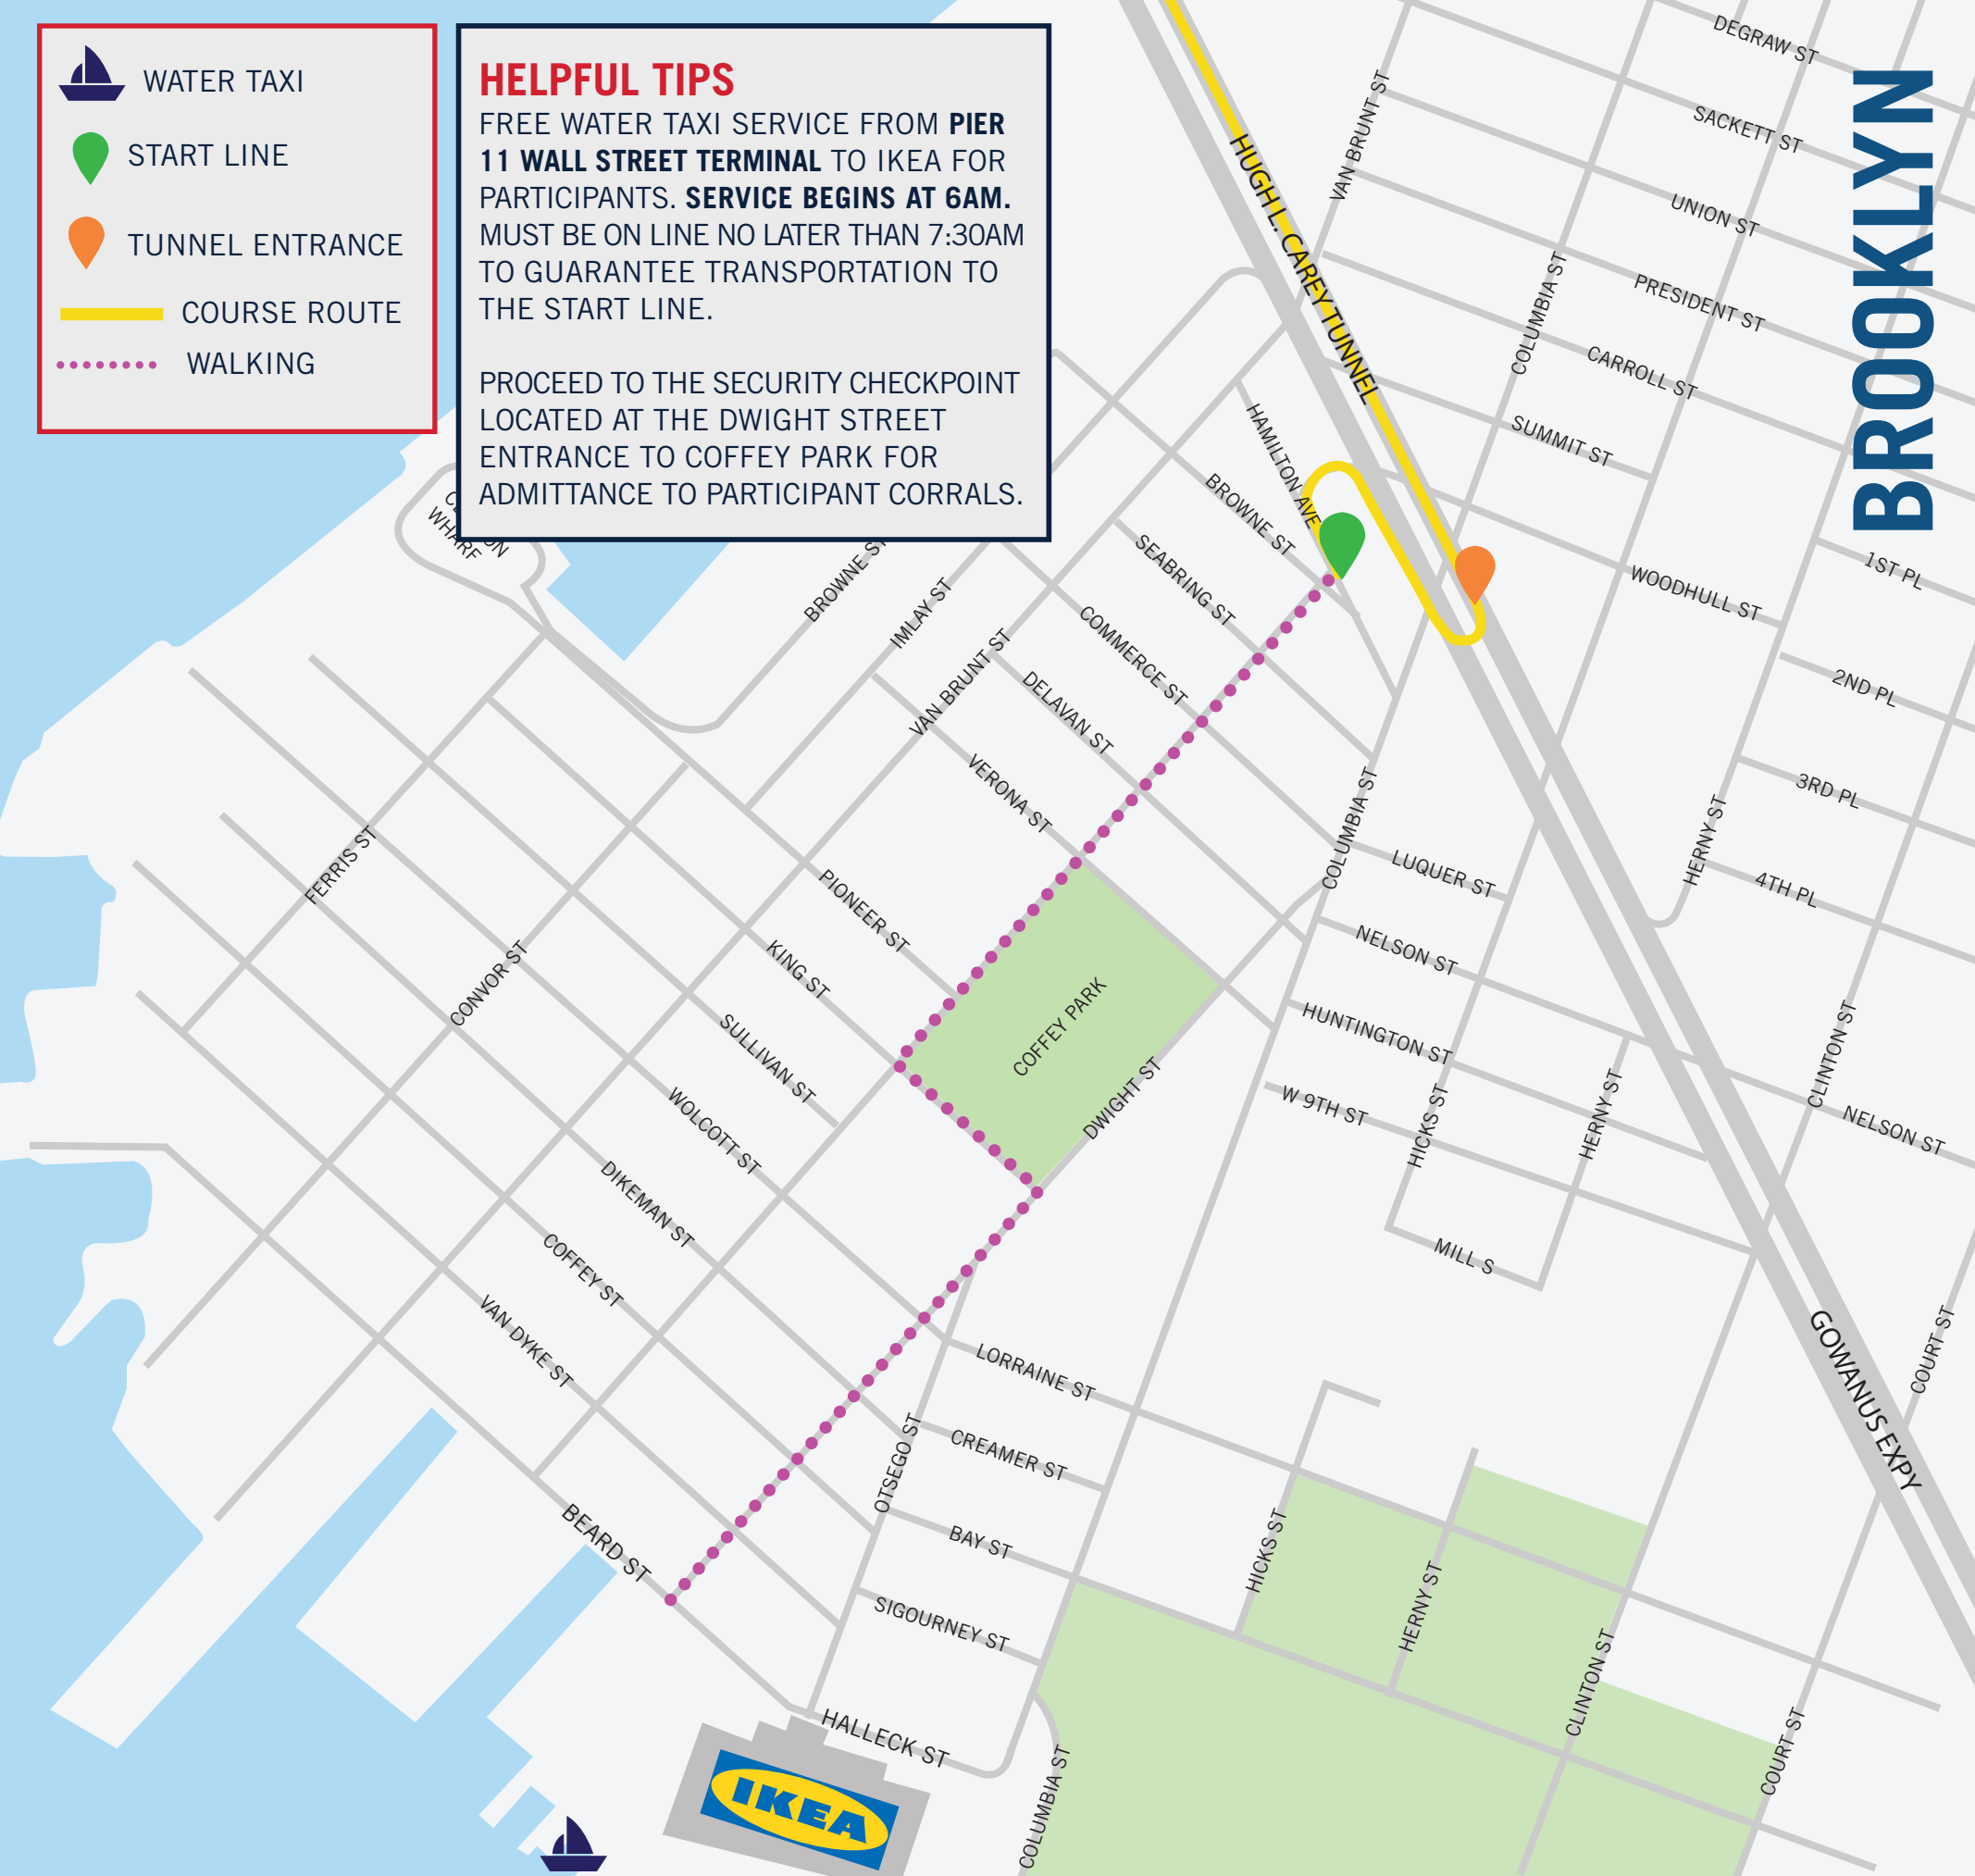 WATER TAXI
START LINE
TUNNEL ENTRANCE
COURSE ROUTE
WALKING
HELPFUL TIPS
FREE WATER TAXI SERVICE FROM PIER
11 WALL STREET TERMINAL TO IKEA FOR
PARTICIPANTS. SERVICE BEGINS AT 6AM.
MUST BE ON LINE NO LATER THAN 7:30AM
TO GUARANTEE TRANSPORTATION TO
THE START LINE.
PROCEED TO THE SECURITY CHECKPOINT
LOCATED AT THE DWIGHT STREET
ENTRANCE TO COFFEY PARK FOR
ADMITTANCE TO PARTICIPANT CORRALS.
BROOKLYN
DEGRAW ST
SACKETT ST
UNION ST
PRESIDENT ST
CARROLL ST
SUMMIT ST
WOODHULL ST
VAN BRUNT ST
COLUMBIA ST
HUGH L. CAREY TUNNEL
HAMILTON AVE
BROWNE ST
SEABRING ST
COMMERCE ST
DELAVAN ST
VERONA ST
WHARF
BROWNE ST
IMLAY ST
VAN BRUNT ST
1ST PL
2ND PL
3RD PL
4TH PL
HERNY ST
COLUMBIA ST
LUQUER ST
NELSON ST
HUNTINGTON ST
W 9TH ST
HICKS ST
HERNY ST
MILL S
CLINTON ST
NELSON ST
COURT ST
GOWANUS EXPY
FERRIS ST
CONVOR ST
PIONEER ST
KING ST
SULLIVAN ST
WOLCOTT ST
DIKEMAN ST
COFFEY ST
VAN DYKE ST
BEARD ST
COFFEY PARK
DWIGHT ST
LORRAINE ST
CREAMER ST
OTSEGO ST
BAY ST
SIGOURNEY ST
HALLECK ST
HICKS ST
HERNY ST
CLINTON ST
COURT ST
COLUMBIA ST
IKEA